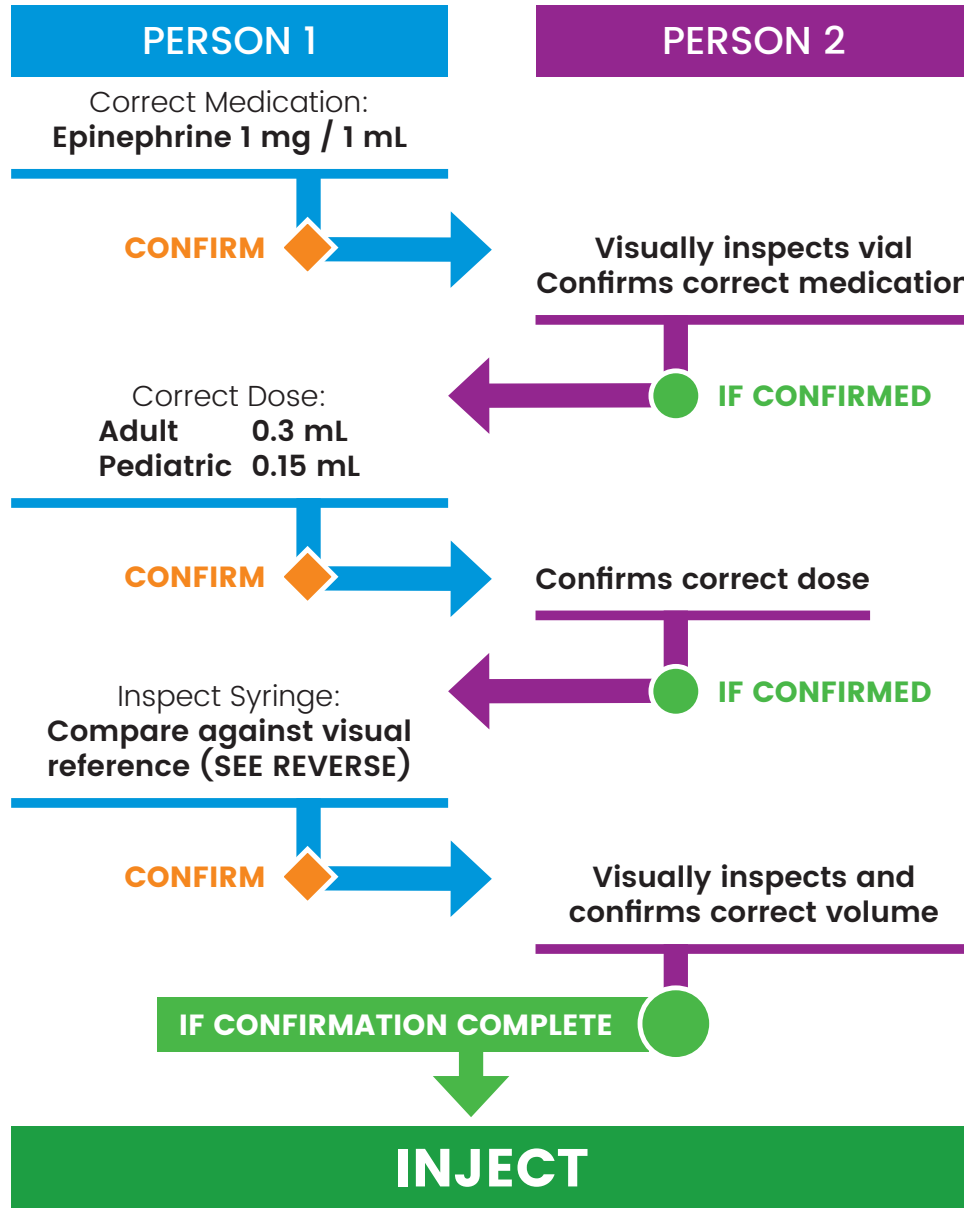 PERSON 1
PERSON 2
Correct Medication:
Epinephrine 1 mg / 1 mL
CONFIRM
Visually inspects vial
Confirms correct medication
IF CONFIRMED
Correct Dose:
Adult 0.3 mL
Pediatric 0.15 mL
CONFIRM
Confirms correct dose
IF CONFIRMED
Inspect Syringe:
Compare against visual
reference (SEE REVERSE)
CONFIRM
Visually inspects and
confirms correct volume
IF CONFIRMATION COMPLETE
INJECT